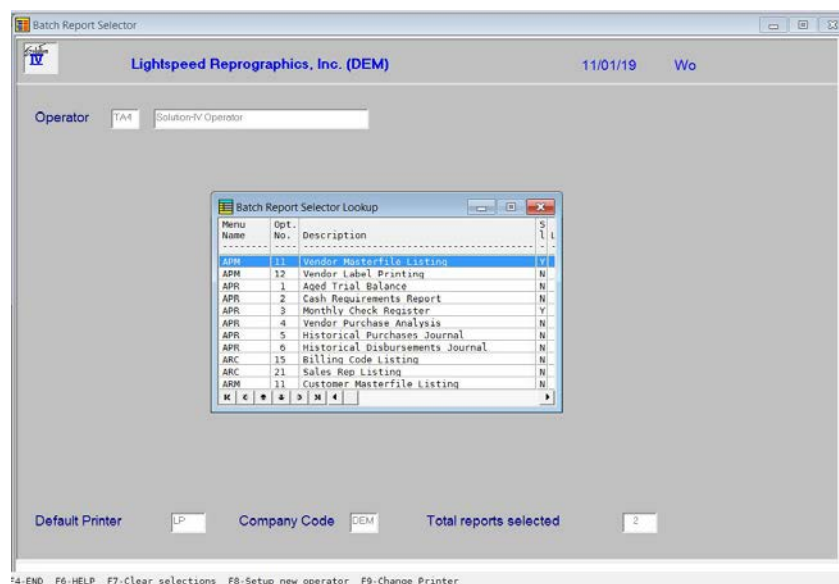 Batch Report Selector
IV
Lightspeed Reprographics, Inc. (DEM) 11/01/19 Wo
Operator TA4 Solution-IV Operator
Batch Report Selector Lookup
Menu Opt. S
Name No. Description l L
APM 11 Vendor Masterfile Listing Y
APM 12 Vendor Label Printing N
APR 1 Aged Trial Balance N
APR 2 Cash Requirements Report N
APR 3 Monthly Check Register Y
APR 4 Vendor Purchase Analysis N
APR 5 Historical Purchases Journal N
APR 6 Historical Disbursements Journal N
ARC 15 Billing Code Listing N
ARC 21 Sales Rep Listing N
ARM 11 Customer Masterfile Listing N
Default Printer LP Company Code DEM Total reports selected 2
F4-END F6-HELP F7-Clear selections F8-Setup new operator F9-Change Printer